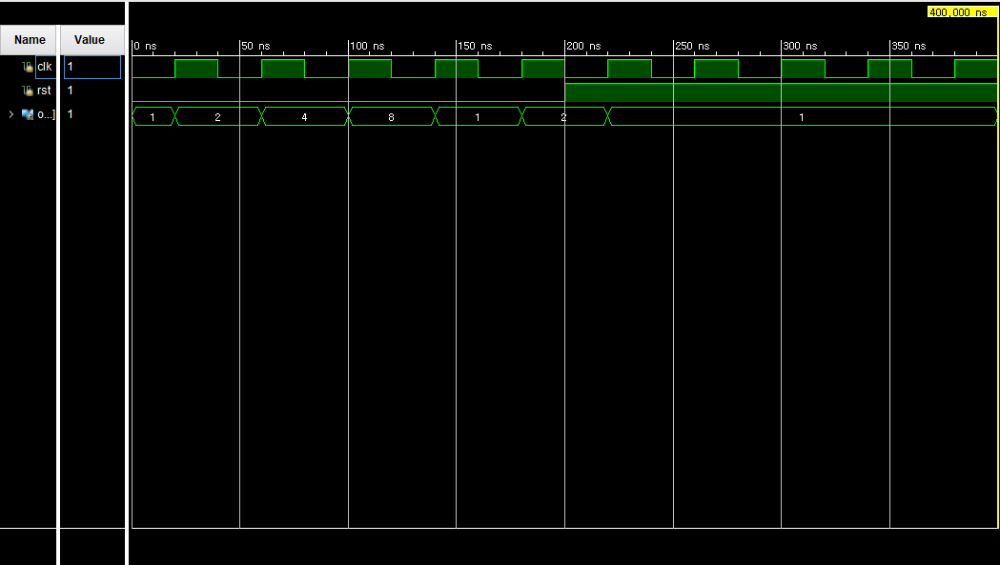 400,000 ns
Name Value
0 ns 50 ns 100 ns 150 ns 200 ns 250 ns 300 ns 350 ns
clk 1
rst 1
o...] 1 1 2 4 8 1 2 1